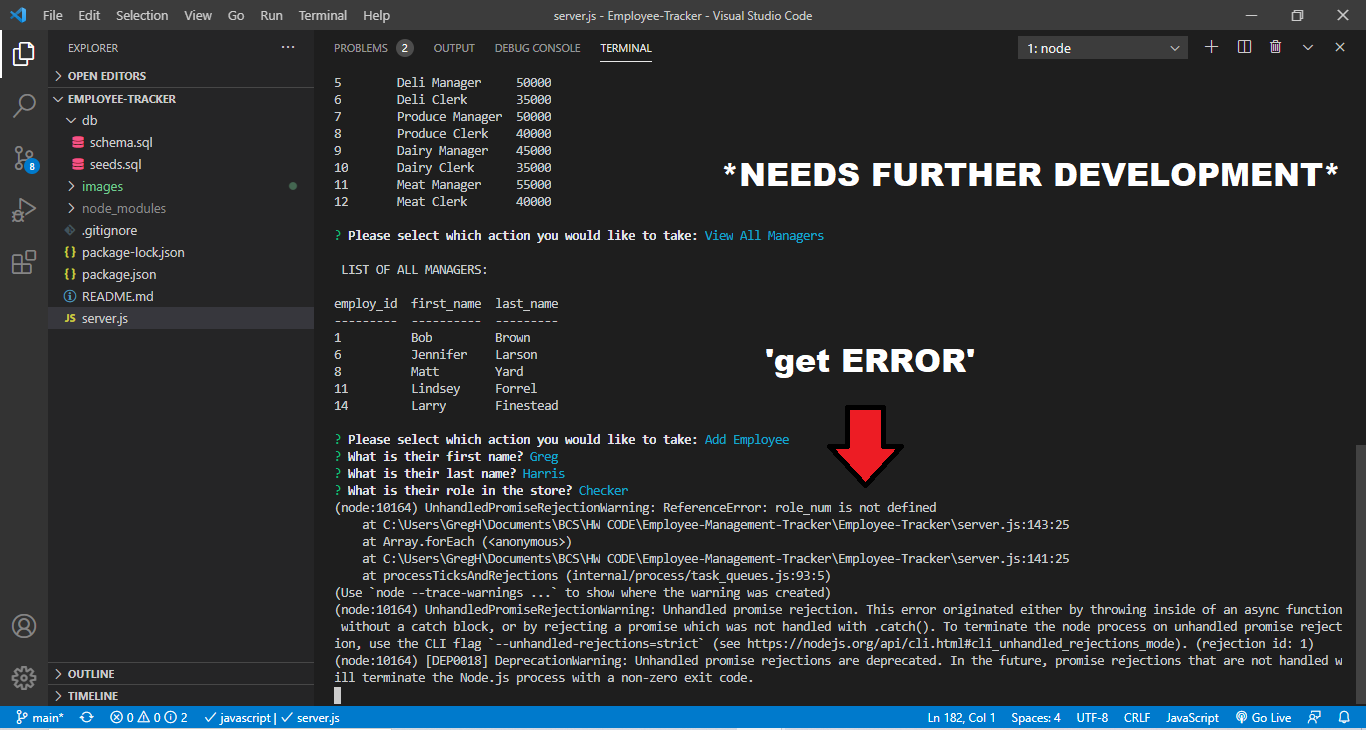 File Edit Selection View Go Run Terminal Help
server.js - Employee-Tracker - Visual Studio Code
EXPLORER
OPEN EDITORS
EMPLOYEE-TRACKER
db
schema.sql
seeds.sql
images
node_modules
.gitignore
{} package-lock.json
{} package.json
README.md
JS server.js
8
OUTLINE
TIMELINE
PROBLEMS 2 OUTPUT DEBUG CONSOLE TERMINAL
1: node
5 Deli Manager 50000
6 Deli Clerk 35000
7 Produce Manager 50000
8 Produce Clerk 40000
9 Dairy Manager 45000
10 Dairy Clerk 35000
11 Meat Manager 55000
12 Meat Clerk 40000
*NEEDS FURTHER DEVELOPMENT*
? Please select which action you would like to take: View All Managers
LIST OF ALL MANAGERS:
employ_id first_name last_name
--------- ---------- ---------
1 Bob Brown
6 Jennifer Larson
8 Matt Yard
11 Lindsey Forrel
14 Larry Finestead
'get ERROR'
? Please select which action you would like to take: Add Employee
? What is their first name? Greg
? What is their last name? Harris
? What is their role in the store? Checker
(node:10164) UnhandledPromiseRejectionWarning: ReferenceError: role_num is not defined
at C:\Users\GregH\Documents\BCS\HW CODE\Employee-Management-Tracker\Employee-Tracker\server.js:143:25
at Array.forEach (<anonymous>)
at C:\Users\GregH\Documents\BCS\HW CODE\Employee-Management-Tracker\Employee-Tracker\server.js:141:25
at processTicksAndRejections (internal/process/task_queues.js:93:5)
(Use `node --trace-warnings ...` to show where the warning was created)
(node:10164) UnhandledPromiseRejectionWarning: Unhandled promise rejection. This error originated either by throwing inside of an async function
without a catch block, or by rejecting a promise which was not handled with .catch(). To terminate the node process on unhandled promise reject
ion, use the CLI flag `--unhandled-rejections=strict` (see https://nodejs.org/api/cli.html#cli_unhandled_rejections_mode). (rejection id: 1)
(node:10164) [DEP0018] DeprecationWarning: Unhandled promise rejections are deprecated. In the future, promise rejections that are not handled w
ill terminate the Node.js process with a non-zero exit code.
main* 0 0 2 javascript | server.js Ln 182, Col 1 Spaces: 4 UTF-8 CRLF JavaScript Go Live